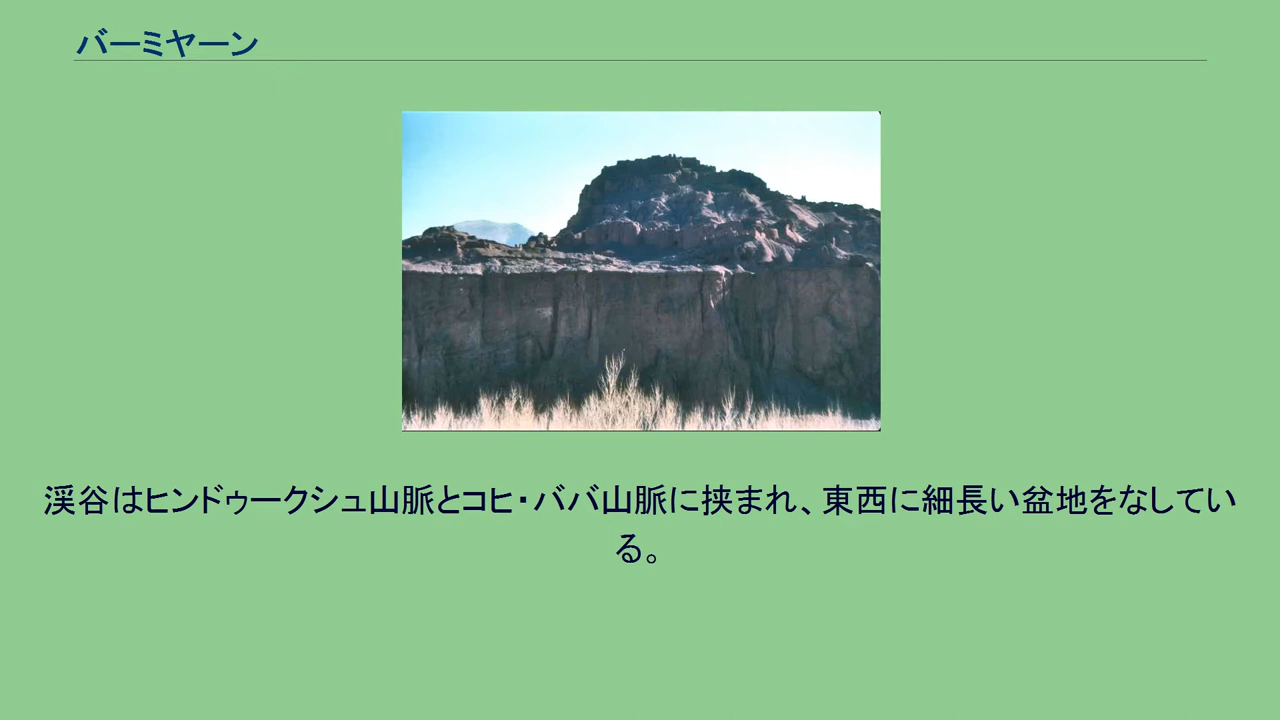 バーミヤーン
渓谷はヒンドゥークシュ山脈とコヒ・ババ山脈に挟まれ、東西に細長い盆地をなしてい
る。